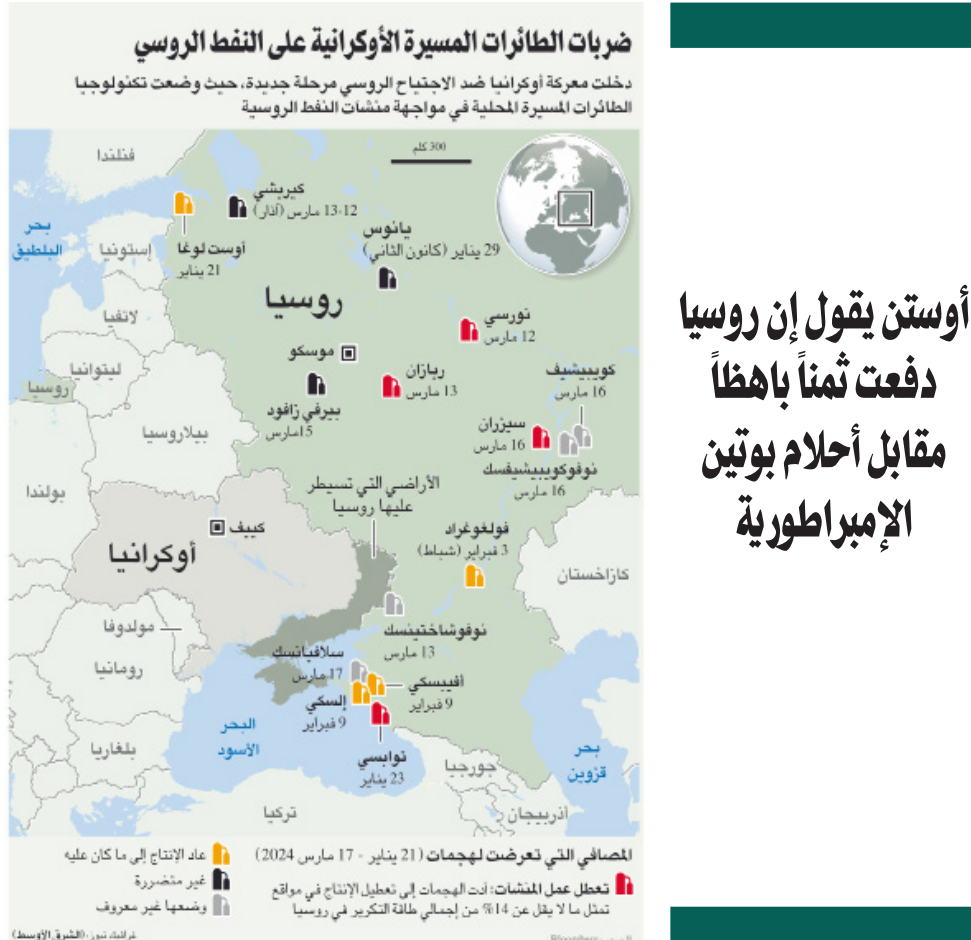 ضربات الطائرات المسيرة الأوكرانية على النفط الروسي
دخلت معركة أوكرانيا ضد الاجتياح الروسي مرحلة جديدة، حيث وضعت تكنولوجيا
الطائرات المسيرة المحلية في مواجهة منشآت النفط الروسية
300 كلم
فنلندا
كيريشي
12-13 مارس (آذار)
بحر
البلطيق
أوست لوغا
21 يناير
إستونيا
يانوس
29 يناير (كانون الثاني)
روسيا
لاتفيا
نورسي
12 مارس
موسكو
ليتوانيا
روسيا
ريازان
13 مارس
كويبيشيف
16 مارس
بيرفي زافود
15مارس
سيزران
16 مارس
بيلاروسيا
نوفوكويبيشيفسك
16 مارس
بولندا
الأراضي التي تسيطر
عليها روسيا
كييف
أوكرانيا
فولغوغراد
3 فبراير (شباط)
كازاخستان
مولدوفا
نوفوشاختينسك
13 مارس
رومانيا
سلافيانسك
17 مارس
أفيبسكي
9 فبراير
إلسكي
9 فبراير
البحر
الأسود
بلغاريا
توابسي
23 يناير
جورجيا
بحر
قزوين
أذربيجان
تركيا
المصافي التي تعرضت لهجمات (21 يناير - 17 مارس 2024)
تعطل عمل المنشآت: أدت الهجمات إلى تعطيل الإنتاج في مواقع
تمثل ما لا يقل عن 14% من إجمالي طاقة التكرير في روسيا
عاد الإنتاج إلى ما كان عليه
غير متضررة
وضعها غير معروف
المصدر: Bloomberg
غرافيك نيوز، (الشرق الأوسط)
أوستن يقول إن روسيا
دفعت ثمناً باهظاً
مقابل أحلام بوتين
الإمبراطورية